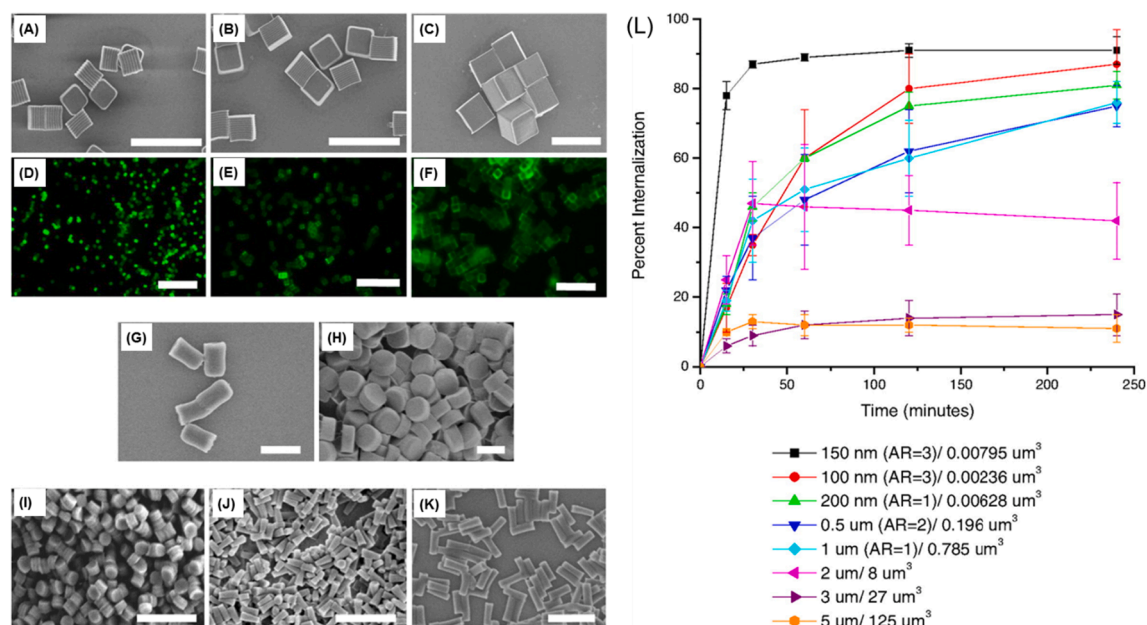 (A)
(B)
(C)
(D)
(E)
(F)
(G)
(H)
(I)
(J)
(K)
(L)
100
80
60
40
20
0
Percent Internalization
0 50 100 150 200 250
Time (minutes)
150 nm (AR=3)/ 0.00795 um³
100 nm (AR=3)/ 0.00236 um³
200 nm (AR=1)/ 0.00628 um³
0.5 um (AR=2)/ 0.196 um³
1 um (AR=1)/ 0.785 um³
2 um/ 8 um³
3 um/ 27 um³
5 um/ 125 um³